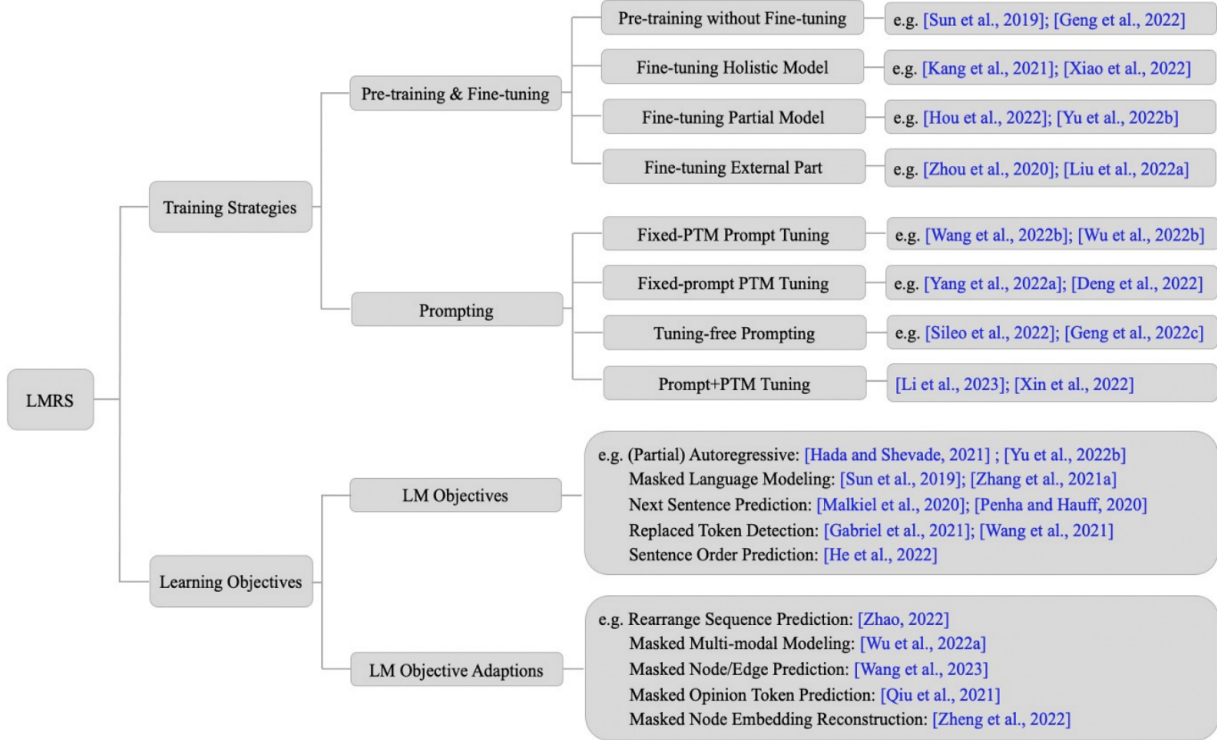 Pre-training without Fine-tuning
e.g. [Sun et al., 2019]; [Geng et al., 2022]
Fine-tuning Holistic Model
e.g. [Kang et al., 2021]; [Xiao et al., 2022]
Pre-training & Fine-tuning
Fine-tuning Partial Model
e.g. [Hou et al., 2022]; [Yu et al., 2022b]
Fine-tuning External Part
e.g. [Zhou et al., 2020]; [Liu et al., 2022a]
Training Strategies
Fixed-PTM Prompt Tuning
e.g. [Wang et al., 2022b]; [Wu et al., 2022b]
Fixed-prompt PTM Tuning
e.g. [Yang et al., 2022a]; [Deng et al., 2022]
Prompting
Tuning-free Prompting
e.g. [Sileo et al., 2022]; [Geng et al., 2022c]
Prompt+PTM Tuning
[Li et al., 2023]; [Xin et al., 2022]
LMRS
LM Objectives
e.g. (Partial) Autoregressive: [Hada and Shevade, 2021] ; [Yu et al., 2022b]
Masked Language Modeling: [Sun et al., 2019]; [Zhang et al., 2021a]
Next Sentence Prediction: [Malkiel et al., 2020]; [Penha and Hauff, 2020]
Replaced Token Detection: [Gabriel et al., 2021]; [Wang et al., 2021]
Sentence Order Prediction: [He et al., 2022]
Learning Objectives
LM Objective Adaptions
e.g. Rearrange Sequence Prediction: [Zhao, 2022]
Masked Multi-modal Modeling: [Wu et al., 2022a]
Masked Node/Edge Prediction: [Wang et al., 2023]
Masked Opinion Token Prediction: [Qiu et al., 2021]
Masked Node Embedding Reconstruction: [Zheng et al., 2022]